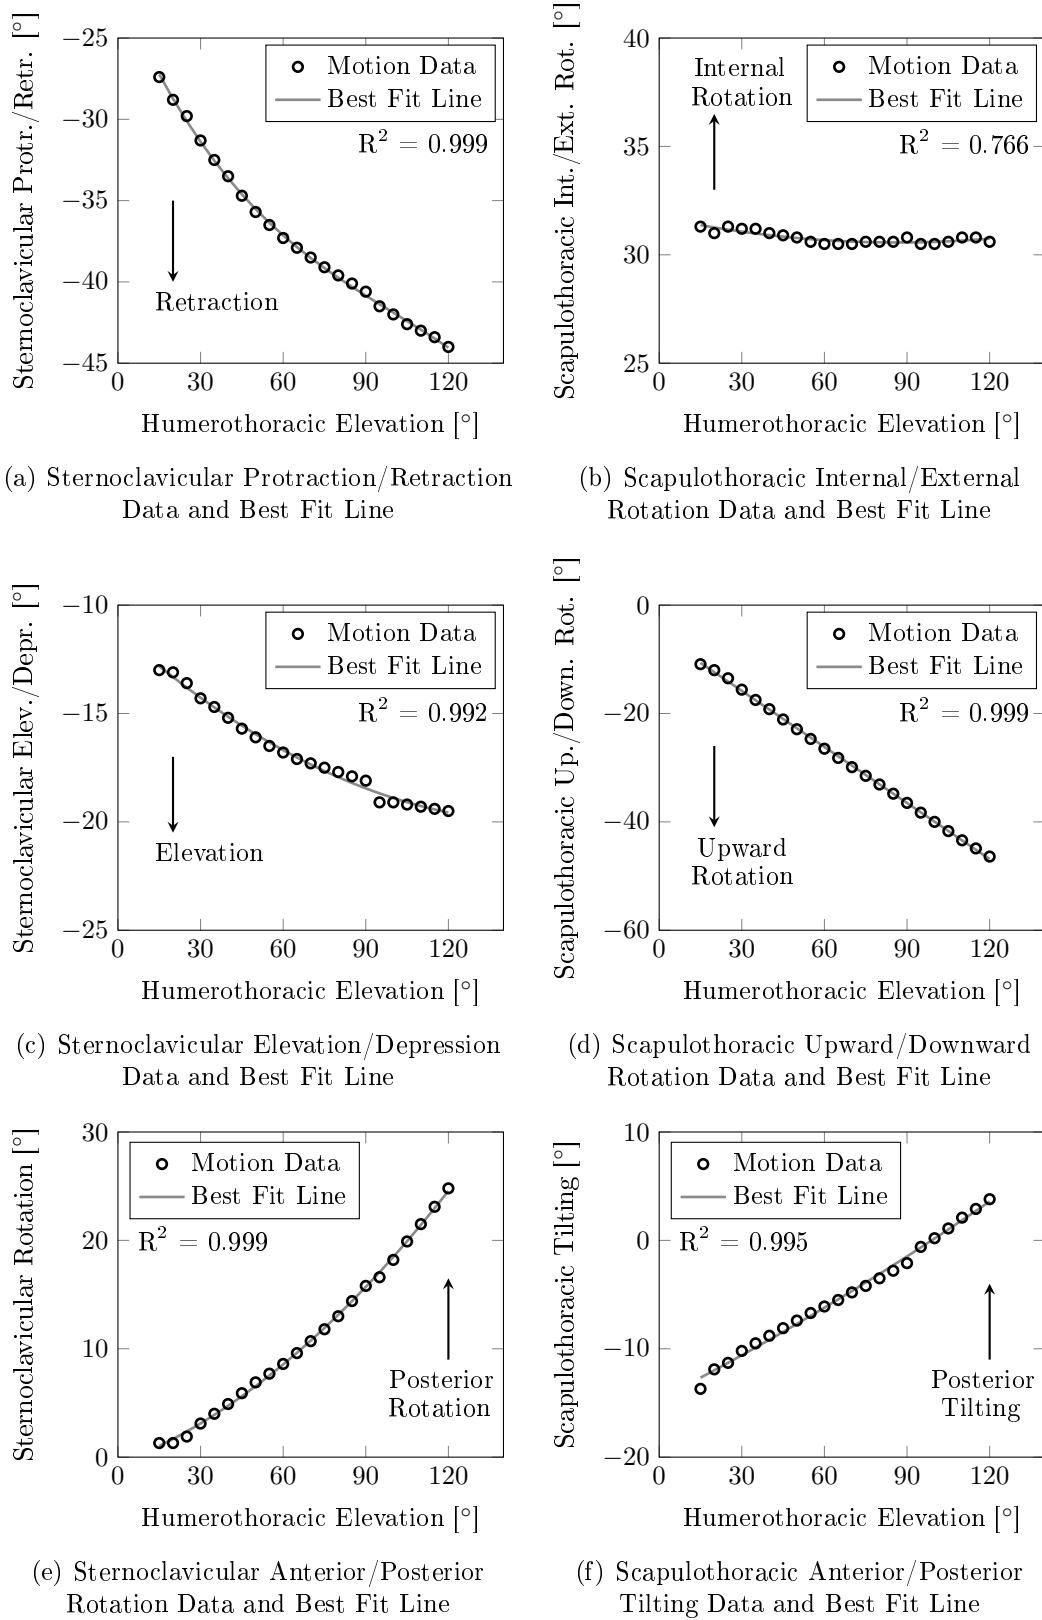 Sternoclavicular Protr./Retr. [°]
−25
−30
−35
−40
−45
Motion Data
Best Fit Line
R² = 0.999
Retraction
0 30 60 90 120
Humerothoracic Elevation [°]
(a) Sternoclavicular Protraction/Retraction
Data and Best Fit Line
Scapulothoracic Int./Ext. Rot. [°]
40
35
30
25
Internal
Rotation
Motion Data
Best Fit Line
R² = 0.766
0 30 60 90 120
Humerothoracic Elevation [°]
(b) Scapulothoracic Internal/External
Rotation Data and Best Fit Line
Sternoclavicular Elev./Depr. [°]
−10
−15
−20
−25
Motion Data
Best Fit Line
R² = 0.992
Elevation
0 30 60 90 120
Humerothoracic Elevation [°]
(c) Sternoclavicular Elevation/Depression
Data and Best Fit Line
Scapulothoracic Up./Down. Rot. [°]
0
−20
−40
−60
Motion Data
Best Fit Line
R² = 0.999
Upward
Rotation
0 30 60 90 120
Humerothoracic Elevation [°]
(d) Scapulothoracic Upward/Downward
Rotation Data and Best Fit Line
Sternoclavicular Rotation [°]
30
20
10
0
Motion Data
Best Fit Line
R² = 0.999
Posterior
Rotation
0 30 60 90 120
Humerothoracic Elevation [°]
(e) Sternoclavicular Anterior/Posterior
Rotation Data and Best Fit Line
Scapulothoracic Tilting [°]
10
0
−10
−20
Motion Data
Best Fit Line
R² = 0.995
Posterior
Tilting
0 30 60 90 120
Humerothoracic Elevation [°]
(f) Scapulothoracic Anterior/Posterior
Tilting Data and Best Fit Line